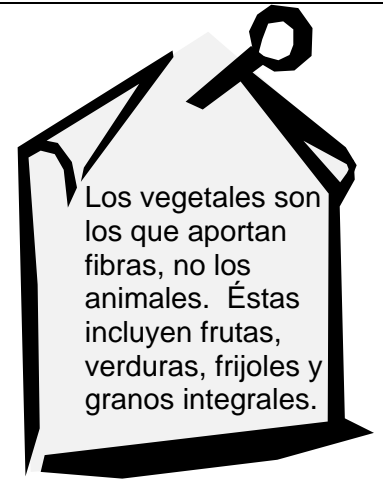 Los vegetales son
los que aportan
fibras, no los
animales.  Éstas
incluyen frutas,
verduras, frijoles y
granos integrales.